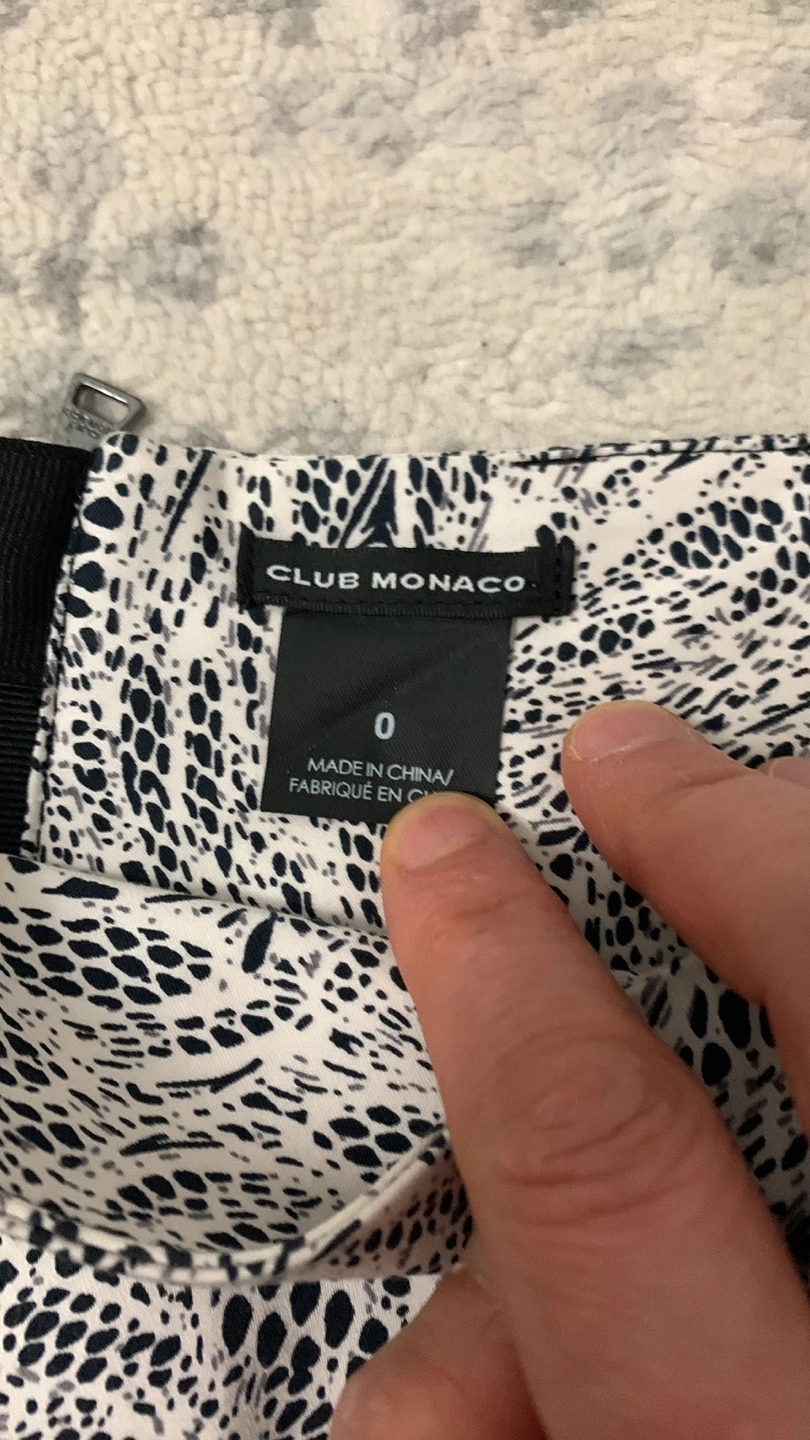 CLUB MONACO
0
MADE IN CHINA/
FABRIQUÉ EN